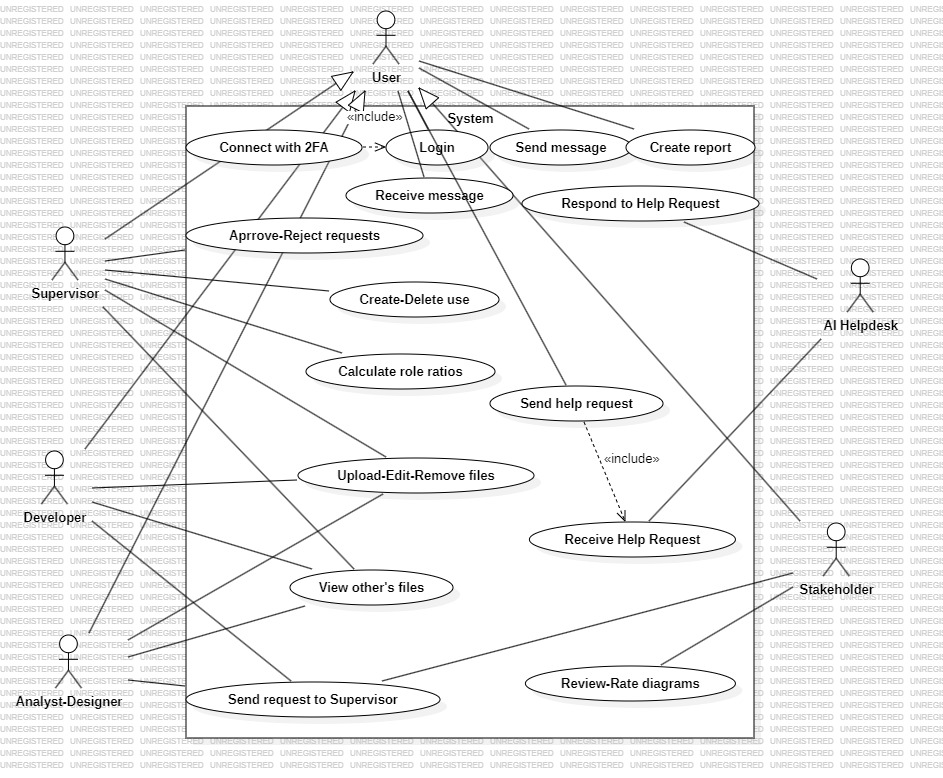 User
«include»
System
Connect with 2FA
Login
Send message
Create report
Receive message
Respond to Help Request
Aprrove-Reject requests
Supervisor
Create-Delete use
AI Helpdesk
Calculate role ratios
Send help request
«include»
Upload-Edit-Remove files
Developer
Receive Help Request
View other's files
Stakeholder
Review-Rate diagrams
Analyst-Designer
Send request to Supervisor
UNREGISTERED